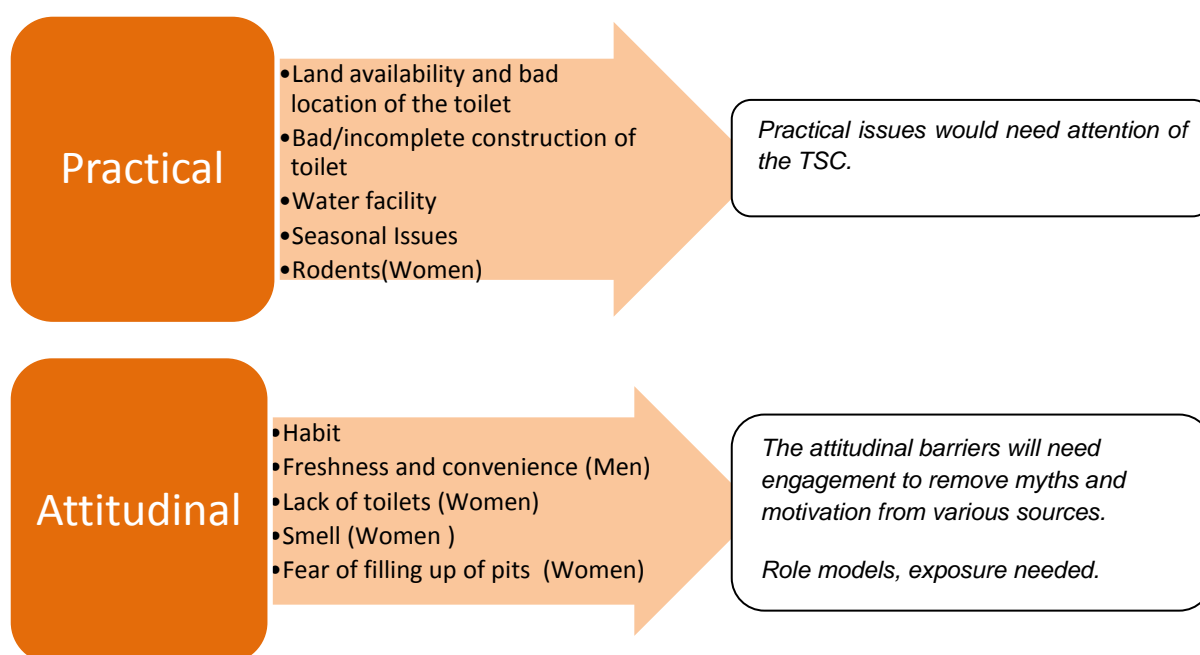 Practical
•Land availability and bad
location of the toilet
•Bad/incomplete construction of
toilet
•Water facility
•Seasonal Issues
•Rodents(Women)
Practical issues would need attention of
the TSC.
Attitudinal
•Habit
•Freshness and convenience (Men)
•Lack of toilets (Women)
•Smell (Women )
•Fear of filling up of pits (Women)
The attitudinal barriers will need
engagement to remove myths and
motivation from various sources.
Role models, exposure needed.